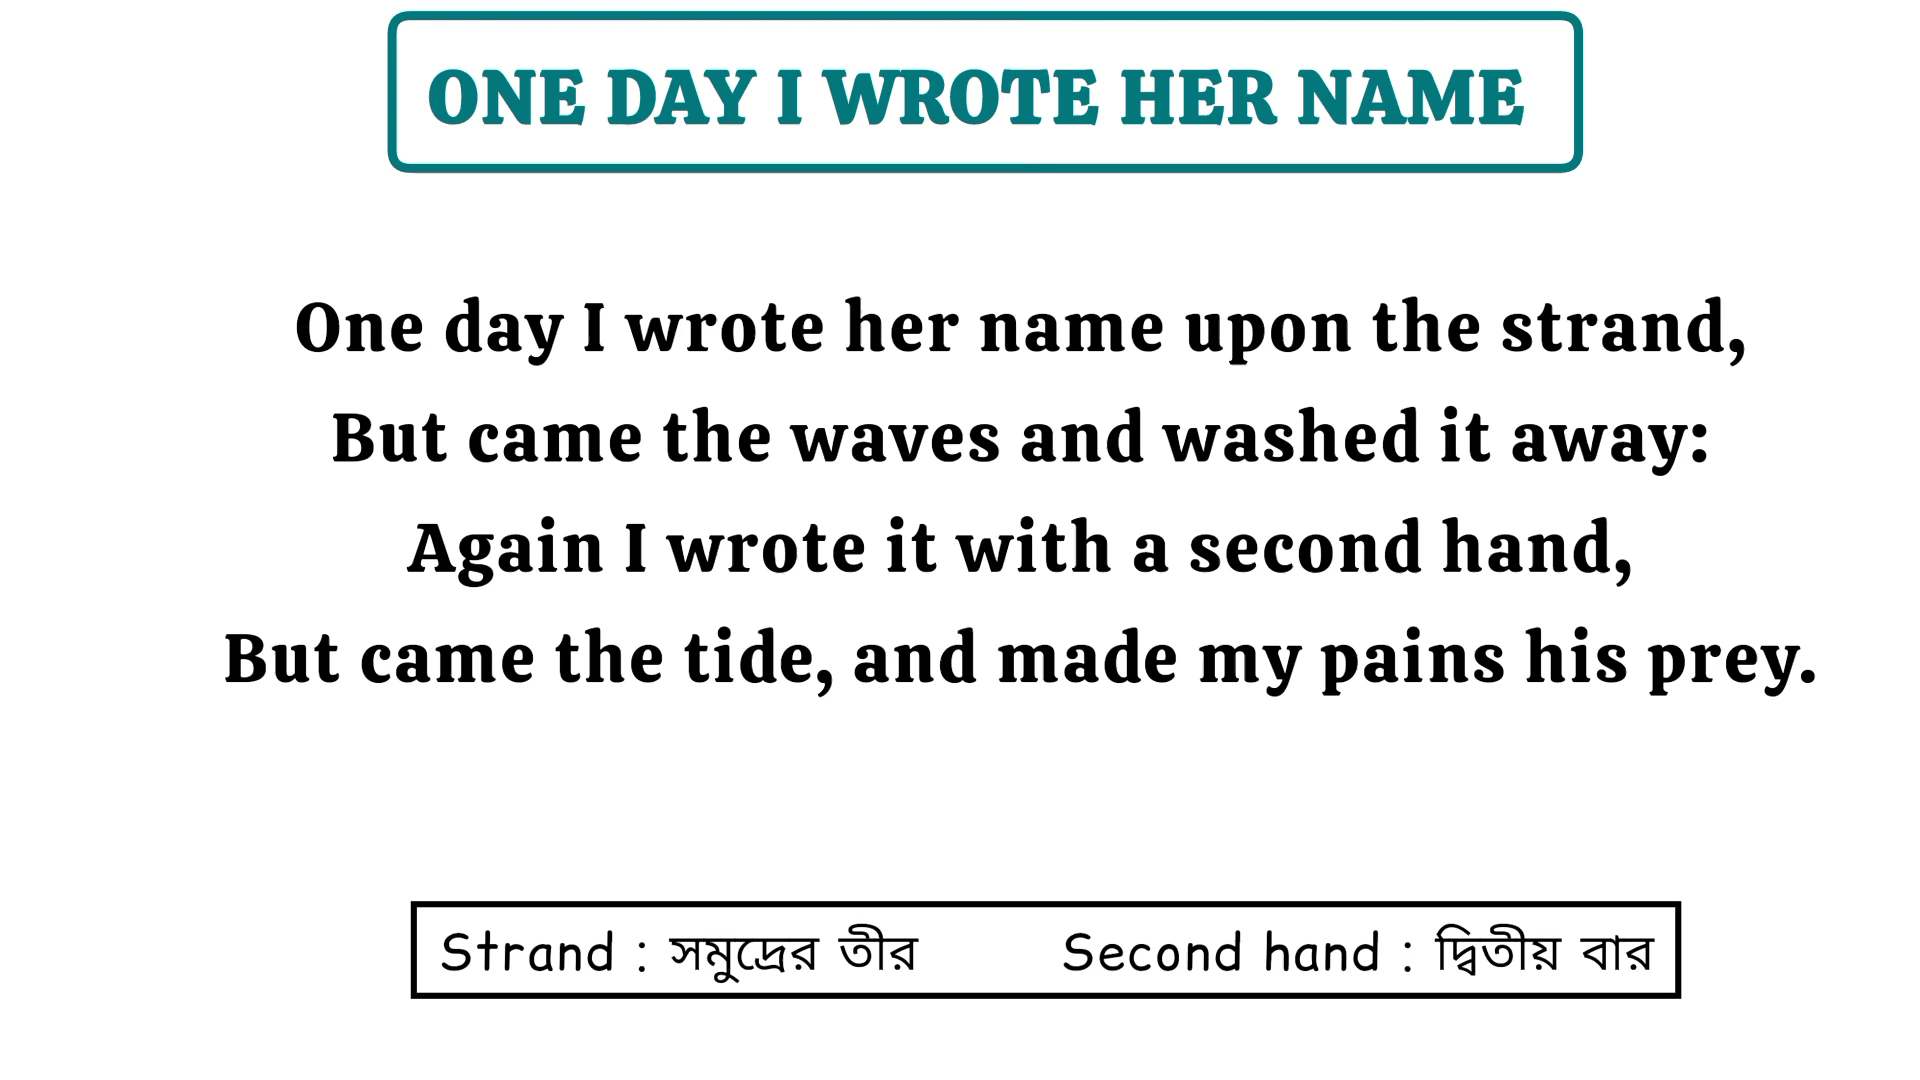 ONE DAY I WROTE HER NAME
One day I wrote her name upon the strand,
But came the waves and washed it away:
Again I wrote it with a second hand,
But came the tide, and made my pains his prey.
Strand : সমুদ্রের তীর Second hand : দ্বিতীয় বার